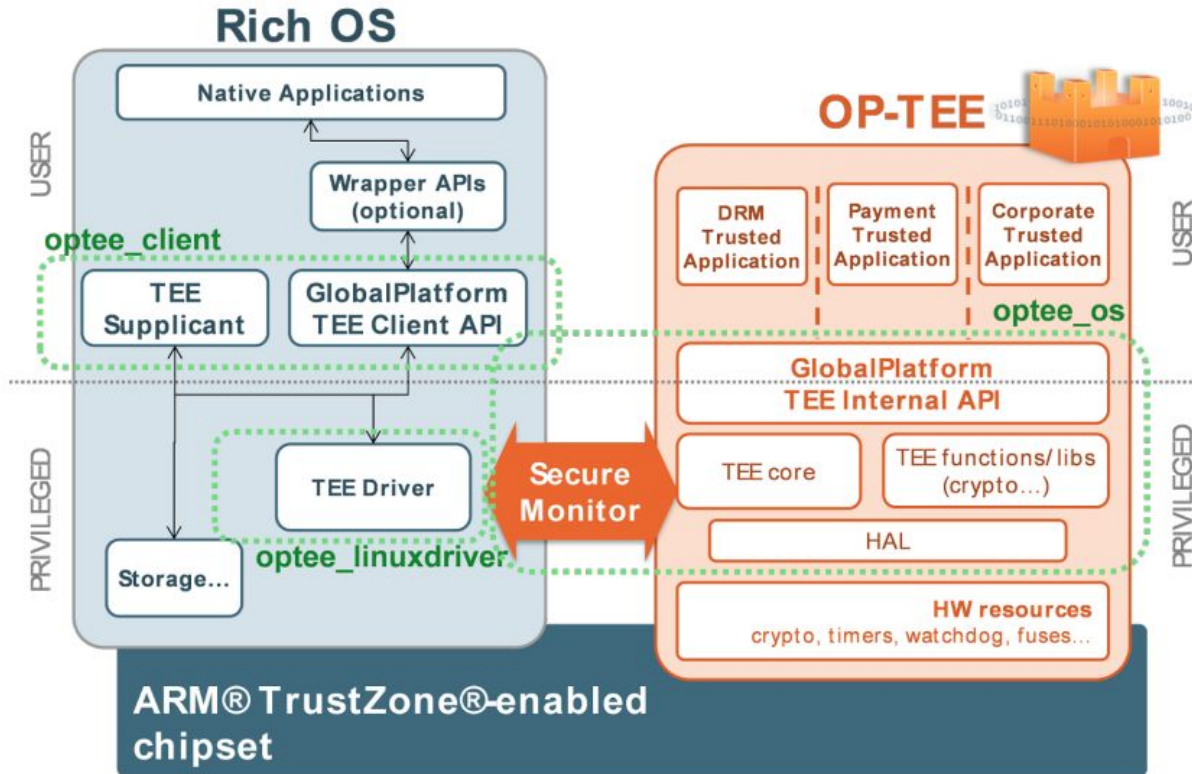 Rich OS
Native Applications
USER
Wrapper APIs
(optional)
optee_client
TEE
Supplicant
GlobalPlatform
TEE Client API
PRIVILEGED
TEE Driver
optee_linuxdriver
Storage...
Secure
Monitor
OP-TEE
DRM
Trusted
Application
Payment
Trusted
Application
Corporate
Trusted
Application
USER
optee_os
GlobalPlatform
TEE Internal API
TEE core
TEE functions/libs
(crypto...)
PRIVILEGED
HAL
HW resources
crypto, timers, watchdog, fuses...
ARM® TrustZone®-enabled
chipset